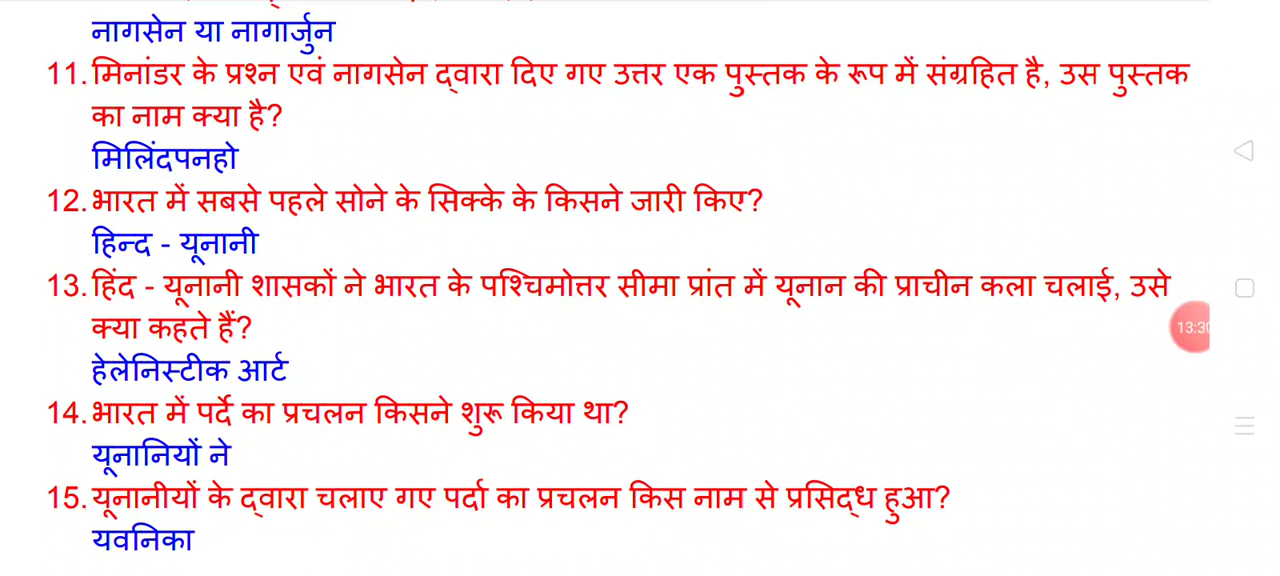 नागसेन या नागार्जुन
11. मिनांडर के प्रश्न एवं नागसेन द्वारा दिए गए उत्तर एक पुस्तक के रूप में संग्रहित है, उस पुस्तक
का नाम क्या है?
मिलिंदपनहो
12. भारत में सबसे पहले सोने के सिक्के के किसने जारी किए?
हिन्द - यूनानी
13. हिंद - यूनानी शासकों ने भारत के पश्चिमोत्तर सीमा प्रांत में यूनान की प्राचीन कला चलाई, उसे
क्या कहते हैं?
13:30
हेलेनिस्टीक आर्ट
14. भारत में पर्दे का प्रचलन किसने शुरू किया था?
यूनानियों ने
15. यूनानीयों के द्वारा चलाए गए पर्दा का प्रचलन किस नाम से प्रसिद्ध हुआ?
यवनिका